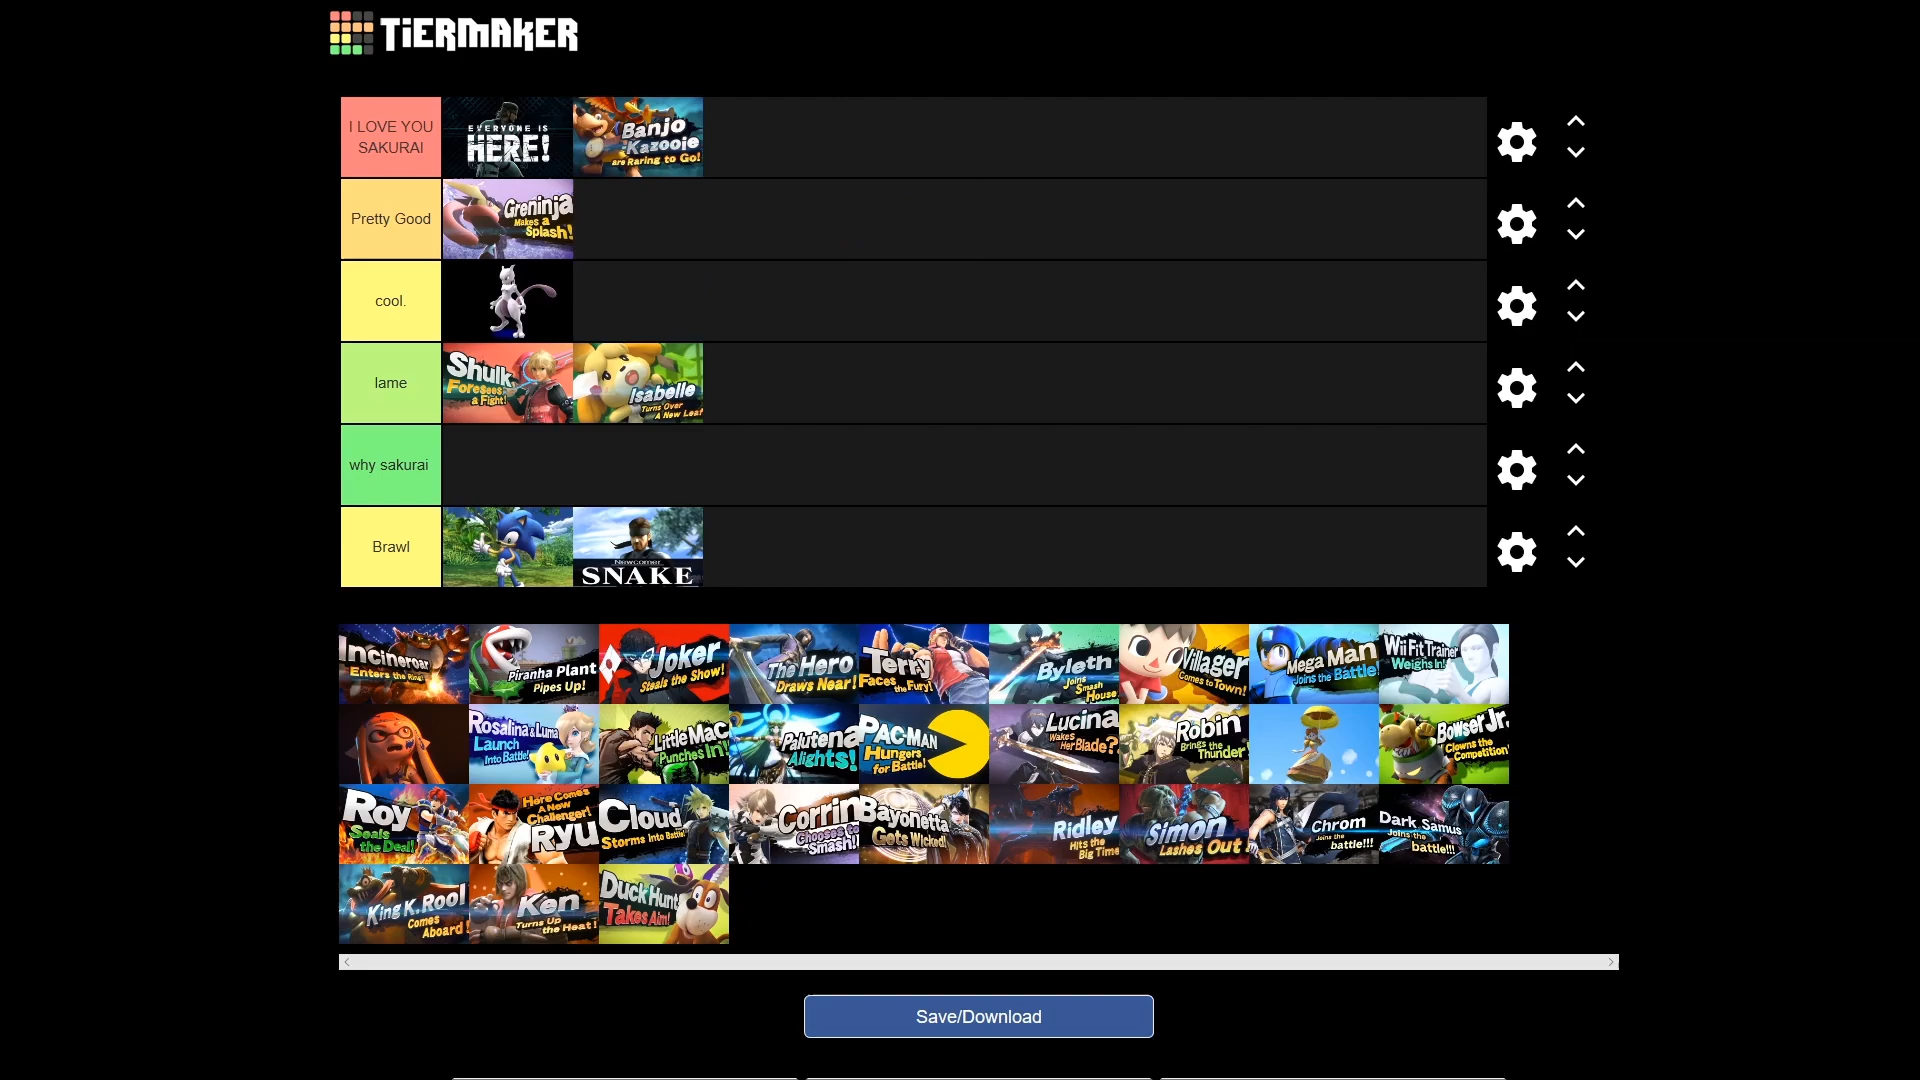 TiERMAKER
I LOVE YOU
SAKURAI
EVERYONE IS
HERE!
Banjo
Kazooie
are Raring to Go!
Pretty Good
Greninja
Makes a
Splash!
cool.
lame
Shulk
Foresees
a Fight!
Isabelle
Turns Over
A New Leaf
why sakurai
Brawl
Newcomer
SNAKE
Incineroar
Enters the Ring!
Piranha Plant
Pipes Up!
Joker
Steals the Show!
The Hero
Draws Near!
Terry
Faces the Fury!
Byleth
Joins
Smash
House
Villager
Comes to Town!
Mega Man
Joins the Battle!
Wii Fit Trainer
Weighs In!
Rosalina & Luma
Launch
Into Battle!
Little Mac
Punches In!
Palutena
Alights!
PAC-MAN
Hungers
for Battle!
Lucina
Wakes
Her Blade?
Robin
Brings the
Thunder
Bowser Jr.
Clowns the
Competition
Roy
Seals
the Deal!
Here Comes
A New
Challenger!
RYU
Cloud
Storms Into Battle!
Corrin
Chooses to
Smash!
Bayonetta
Gets Wicked!
Ridley
Hits the
Big Time
Simon
Lashes Out!
Chrom
Joins the
battle!!!
Dark Samus
Joins the
battle!!!
King K. Rool
Comes
Aboard!
Ken
Turns Up
the Heat!
Duck Hunt
Takes Aim!
Save/Download